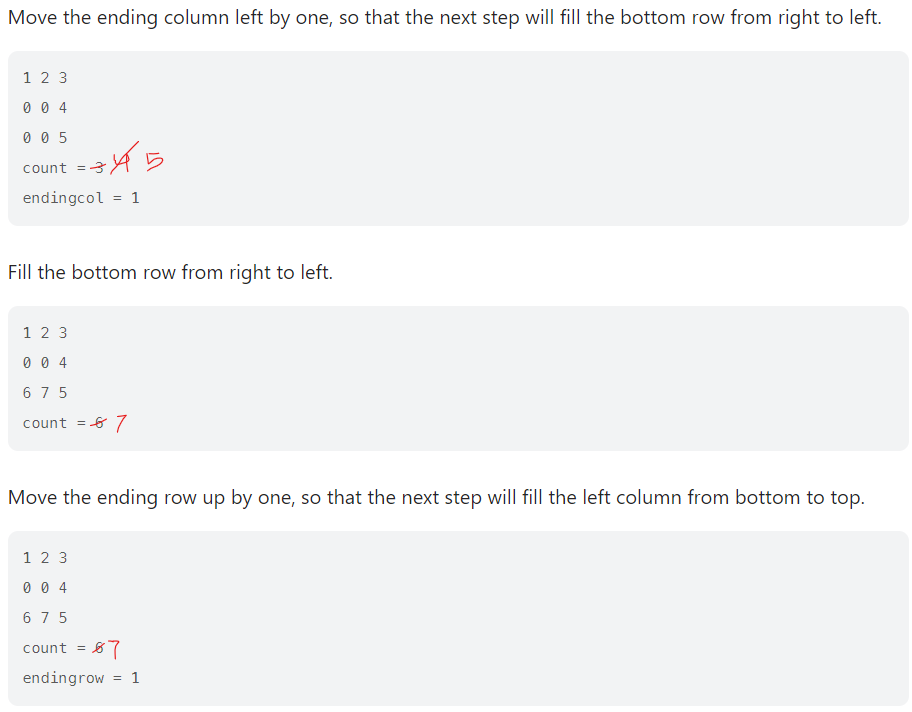 Move the ending column left by one, so that the next step will fill the bottom row from right to left.
1 2 3
0 0 4
0 0 5
count = 3 4 5
endingcol = 1
Fill the bottom row from right to left.
1 2 3
0 0 4
6 7 5
count = 6 7
Move the ending row up by one, so that the next step will fill the left column from bottom to top.
1 2 3
0 0 4
6 7 5
count = 6 7
endingrow = 1